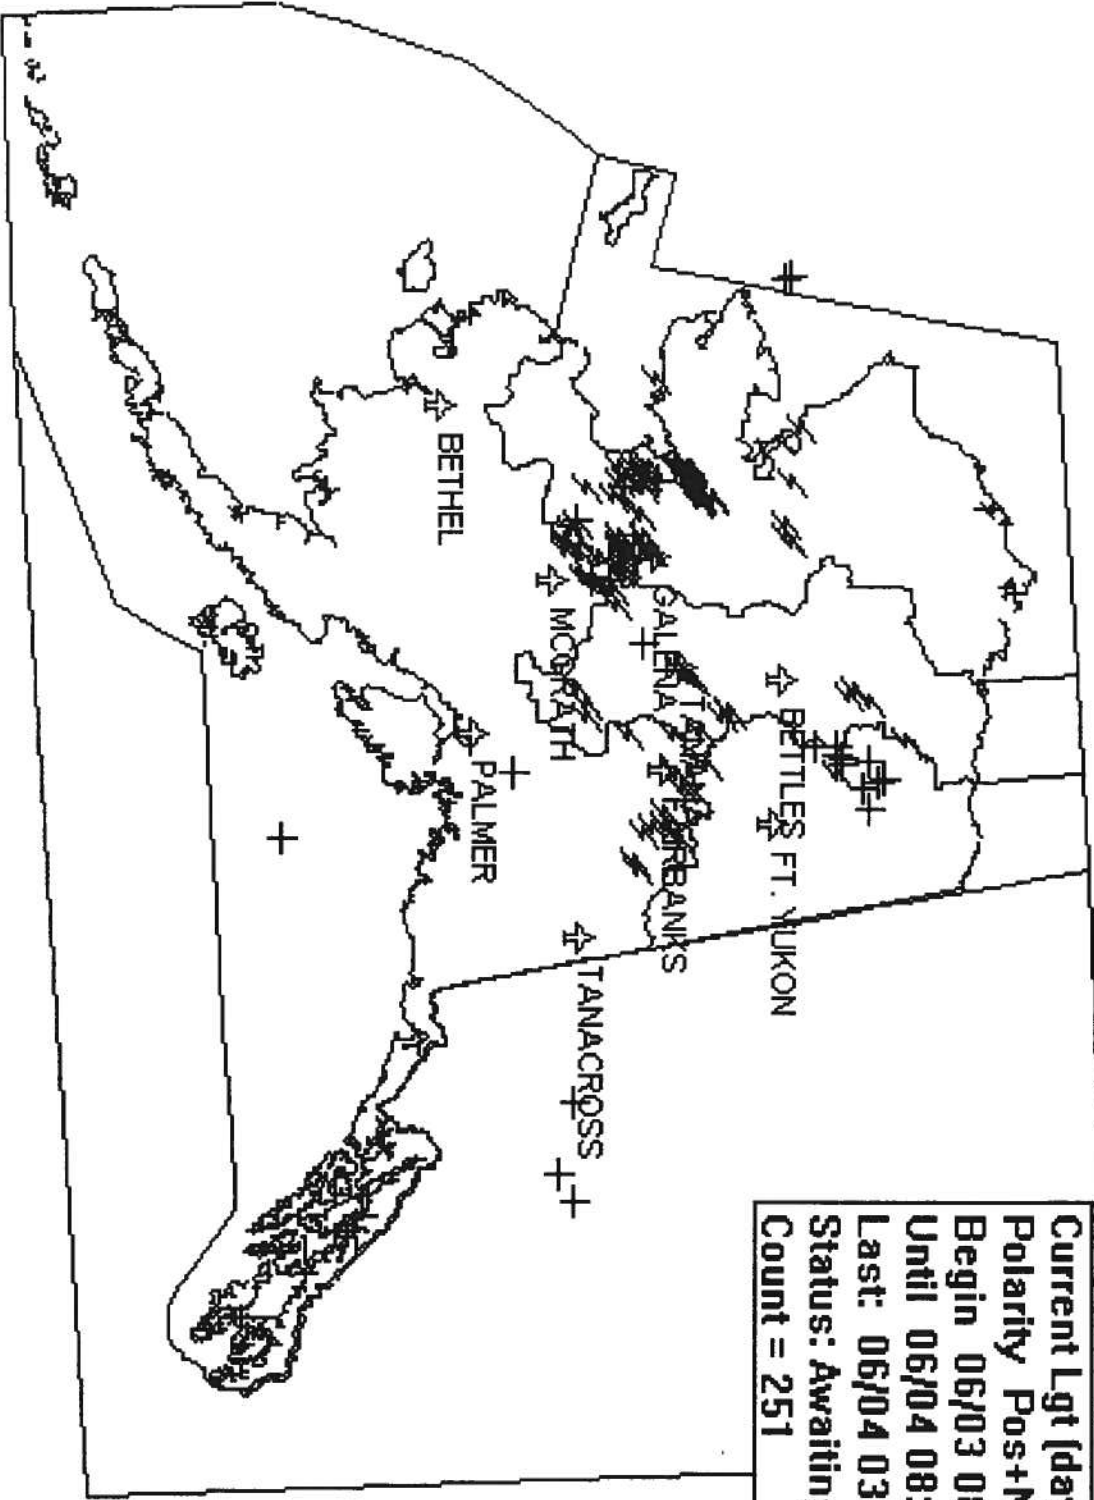 Current Lgt (da
Polarity Pos+
Begin 06/03 0
Until 06/04 08:
Last: 06/04 03
Status: Awaitin
Count = 251
BETTLES
FT. YUKON
GALENA
TANANA
FAIRBANKS
MCGRATH
TANACROSS
BETHEL
PALMER